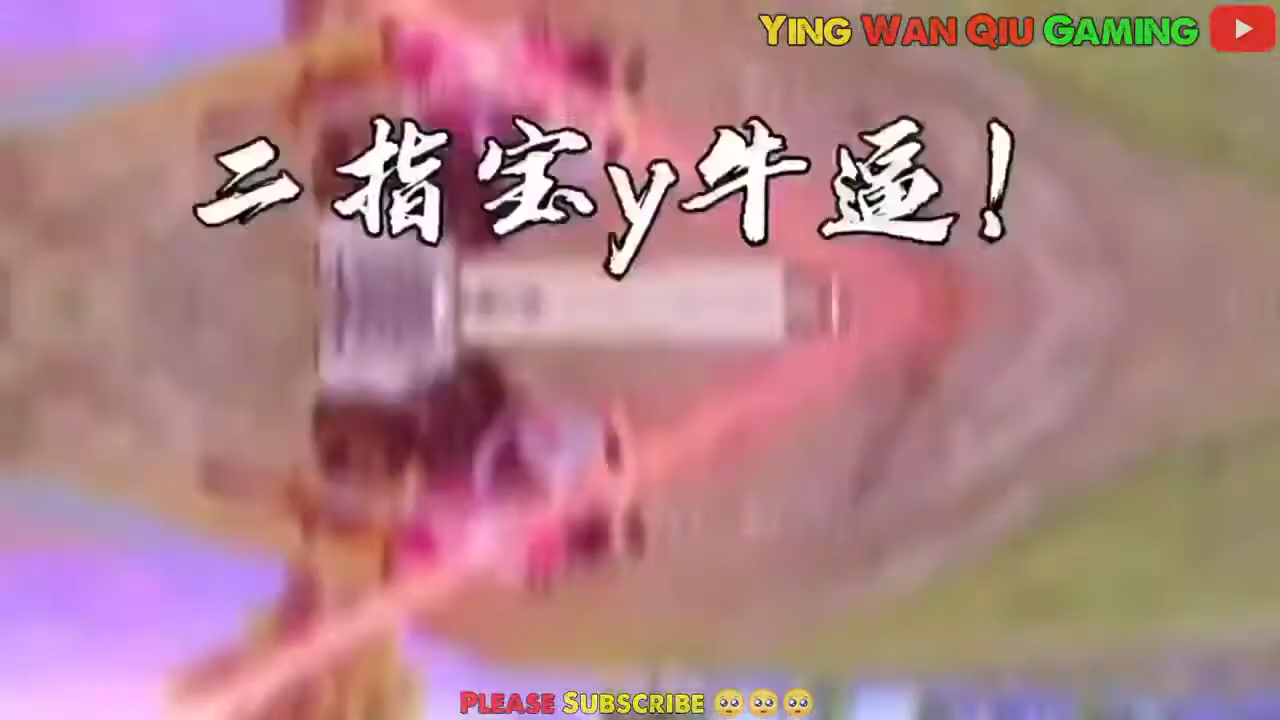 YING WAN QIU GAMING
二指宝y牛逼！
PLEASE SUBSCRIBE 🥺🥺🥺